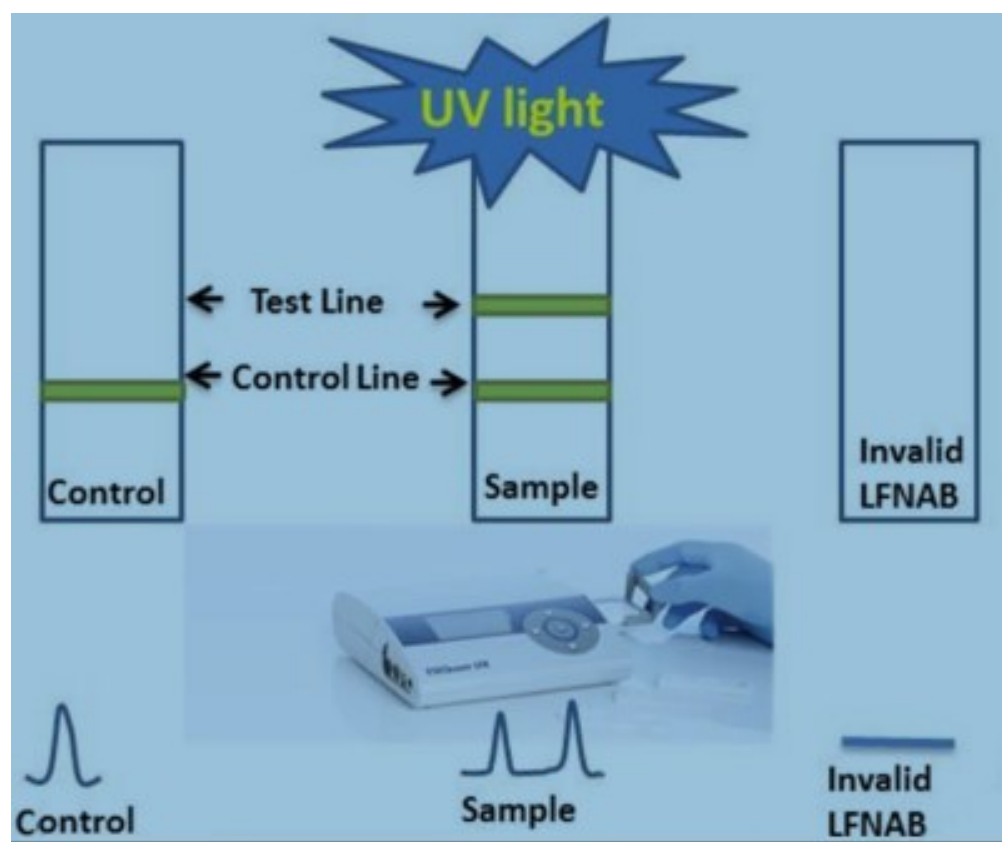 UV light
Test Line
Control Line
Control
Sample
Invalid
LFNAB
Control
Sample
Invalid
LFNAB